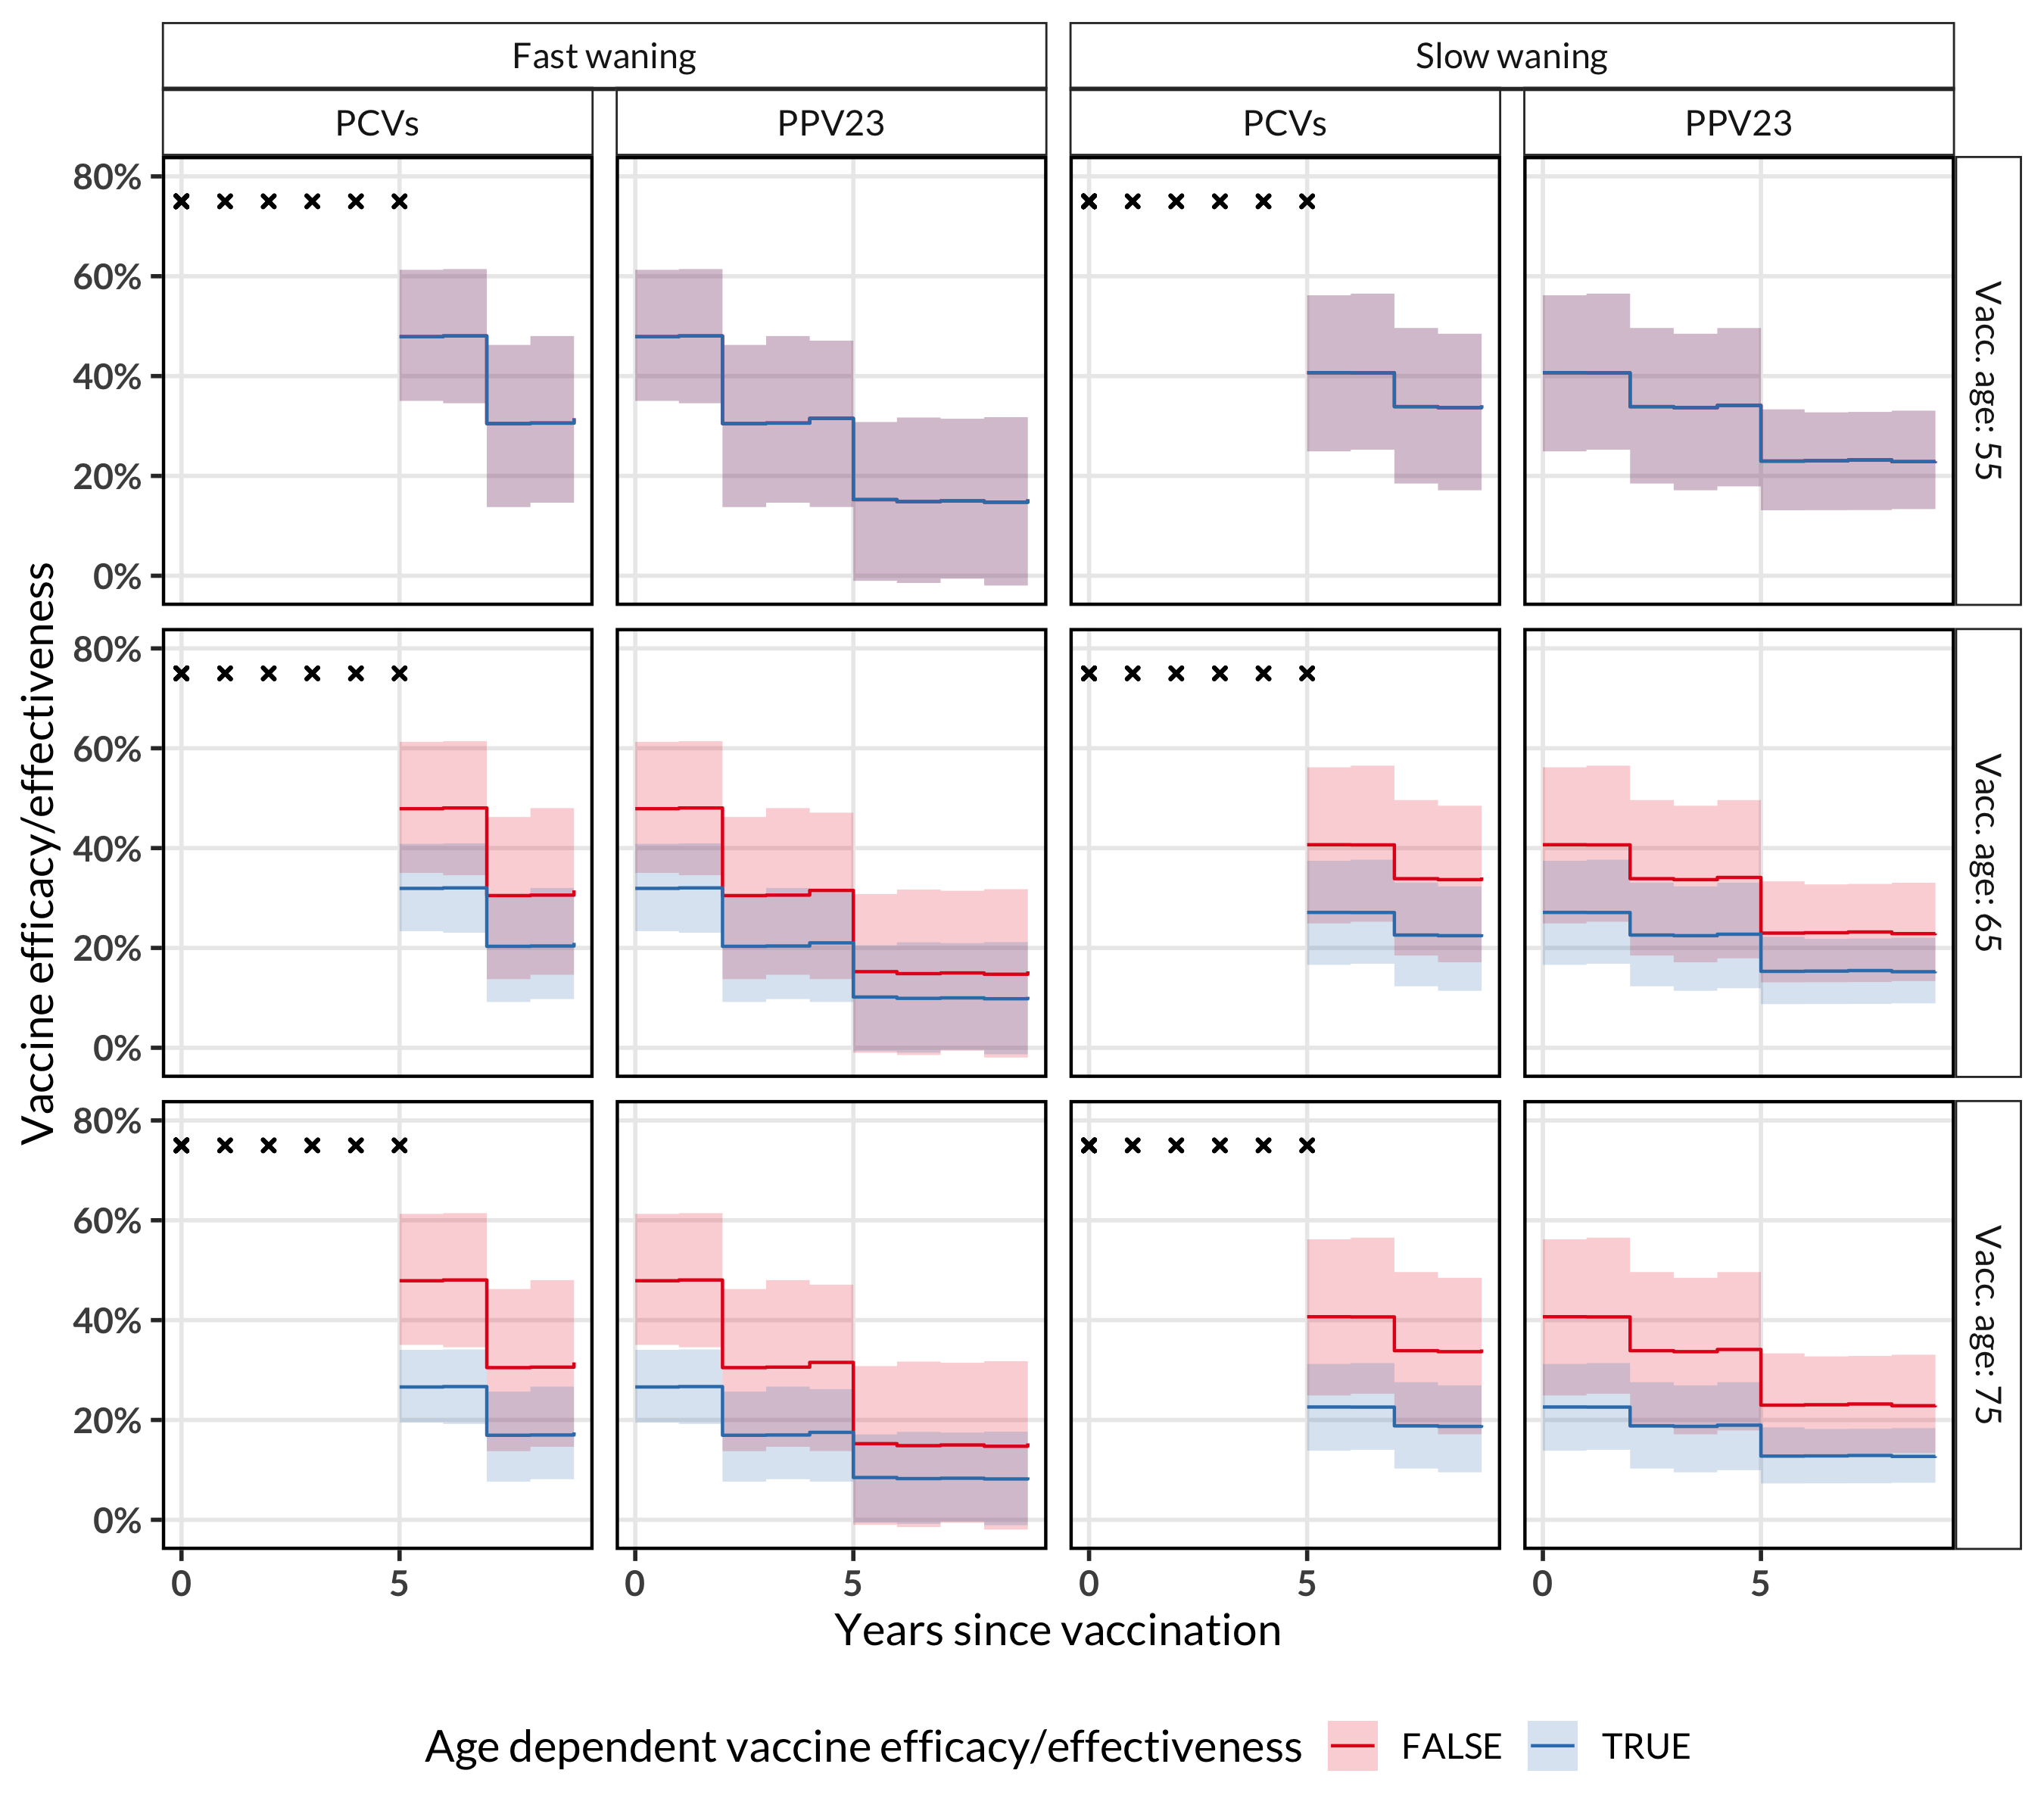 Fast waning
Slow waning
PCVs
PPV23
PCVs
PPV23
80%
60%
40%
20%
0%
Vacc. age: 55
80%
60%
40%
20%
0%
Vacc. age: 65
80%
60%
40%
20%
0%
Vacc. age: 75
Vaccine efficacy/effectiveness
0 5 0 5 0 5 0 5
Years since vaccination
Age dependent vaccine efficacy/effectiveness FALSE TRUE